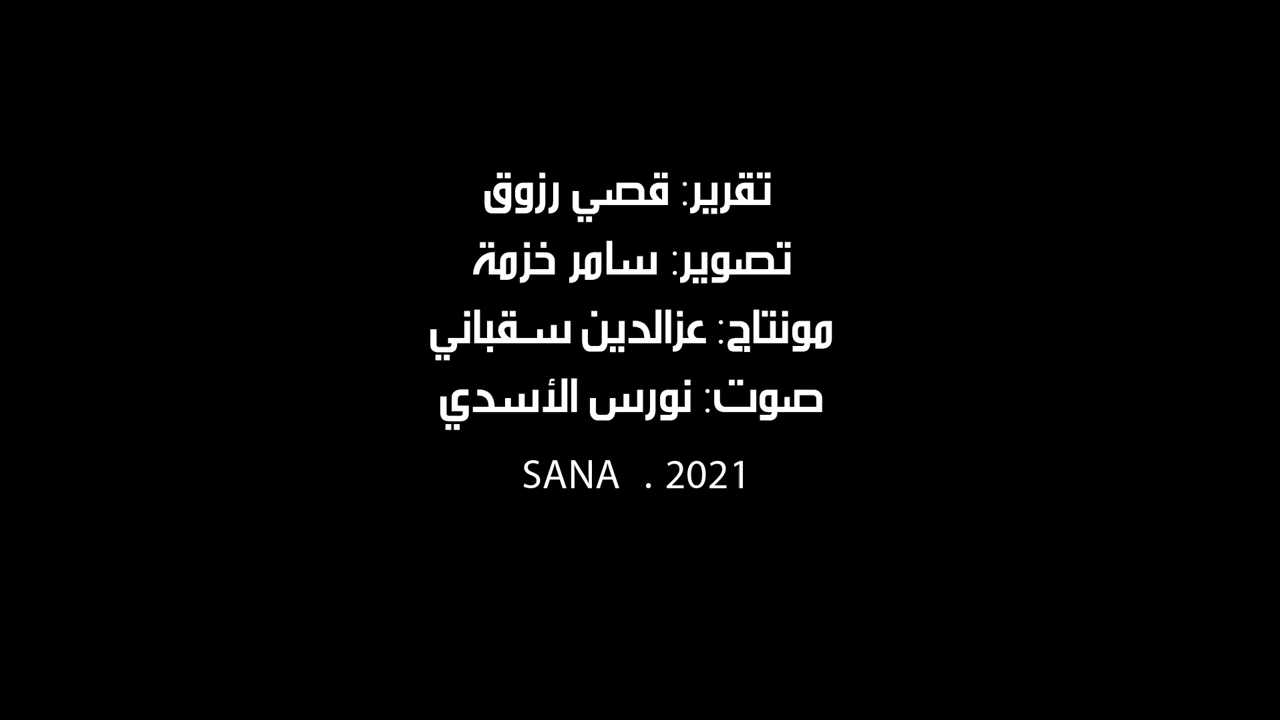 تقرير: قصي رزوق
تصوير: سامر خزمة
مونتاج: عزالدين سـقباني
صوت: نورس الأسدي
SANA . 2021